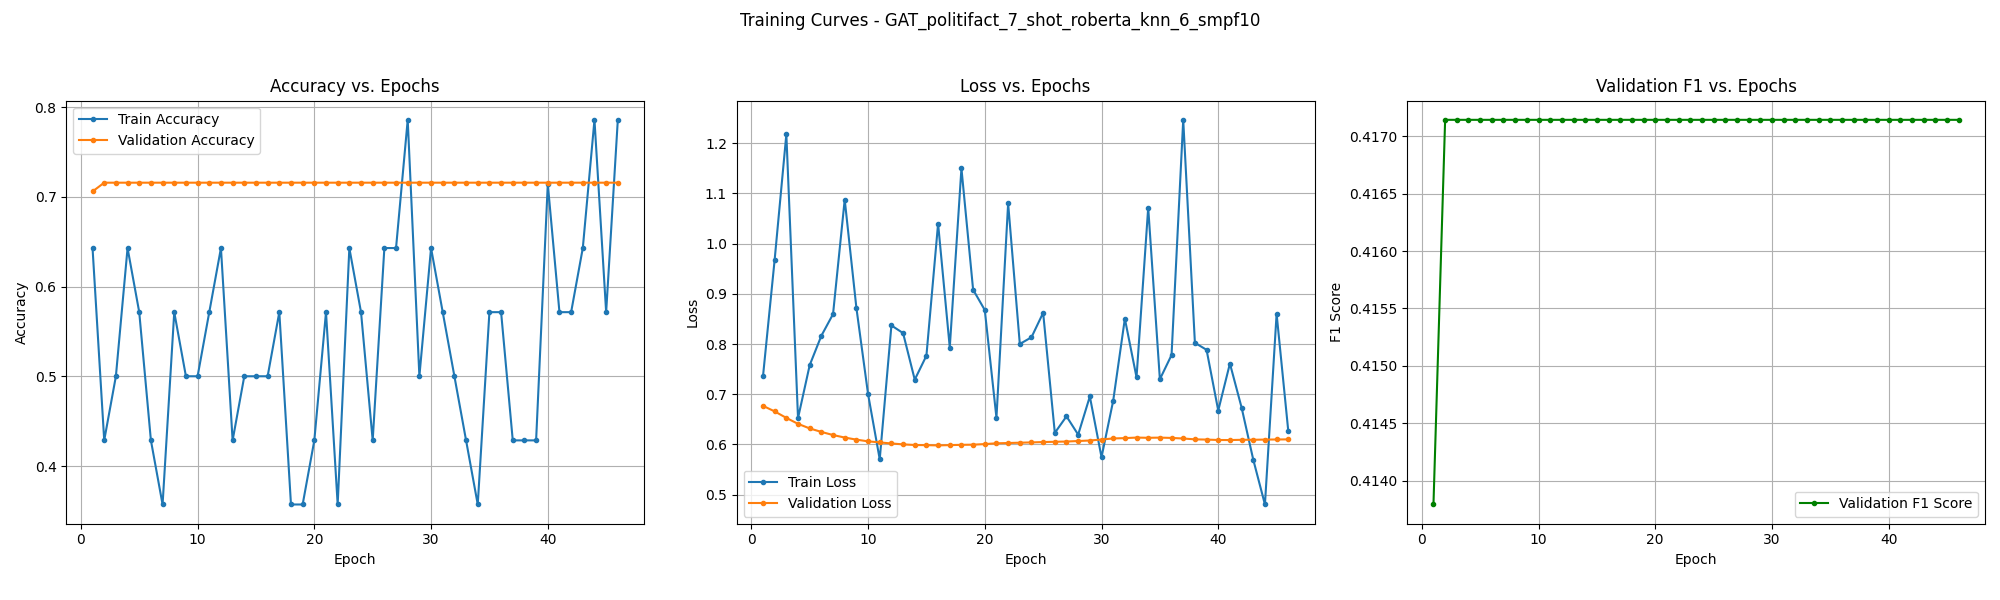 Training Curves - GAT_politifact_7_shot_roberta_knn_6_smpf10
Accuracy vs. Epochs
0.8
0.7
0.6
0.5
0.4
Accuracy
Train Accuracy
Validation Accuracy
0 10 20 30 40
Epoch
Loss vs. Epochs
1.2
1.1
1.0
0.9
0.8
0.7
0.6
0.5
Loss
Train Loss
Validation Loss
0 10 20 30 40
Epoch
Validation F1 vs. Epochs
0.4170
0.4165
0.4160
0.4155
0.4150
0.4145
0.4140
F1 Score
Validation F1 Score
0 10 20 30 40
Epoch